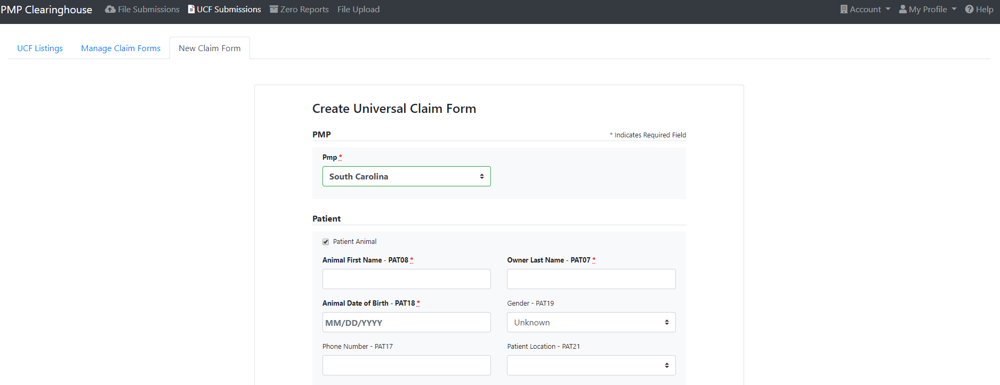 PMP Clearinghouse File Submissions UCF Submissions Zero Reports File Upload Account My Profile Help
UCF Listings Manage Claim Forms New Claim Form
Create Universal Claim Form
PMP * Indicates Required Field
Pmp *
South Carolina
Patient
Patient Animal
Animal First Name - PAT08 * Owner Last Name - PAT07 *
Animal Date of Birth - PAT18 * Gender - PAT19
MM/DD/YYYY Unknown
Phone Number - PAT17 Patient Location - PAT21